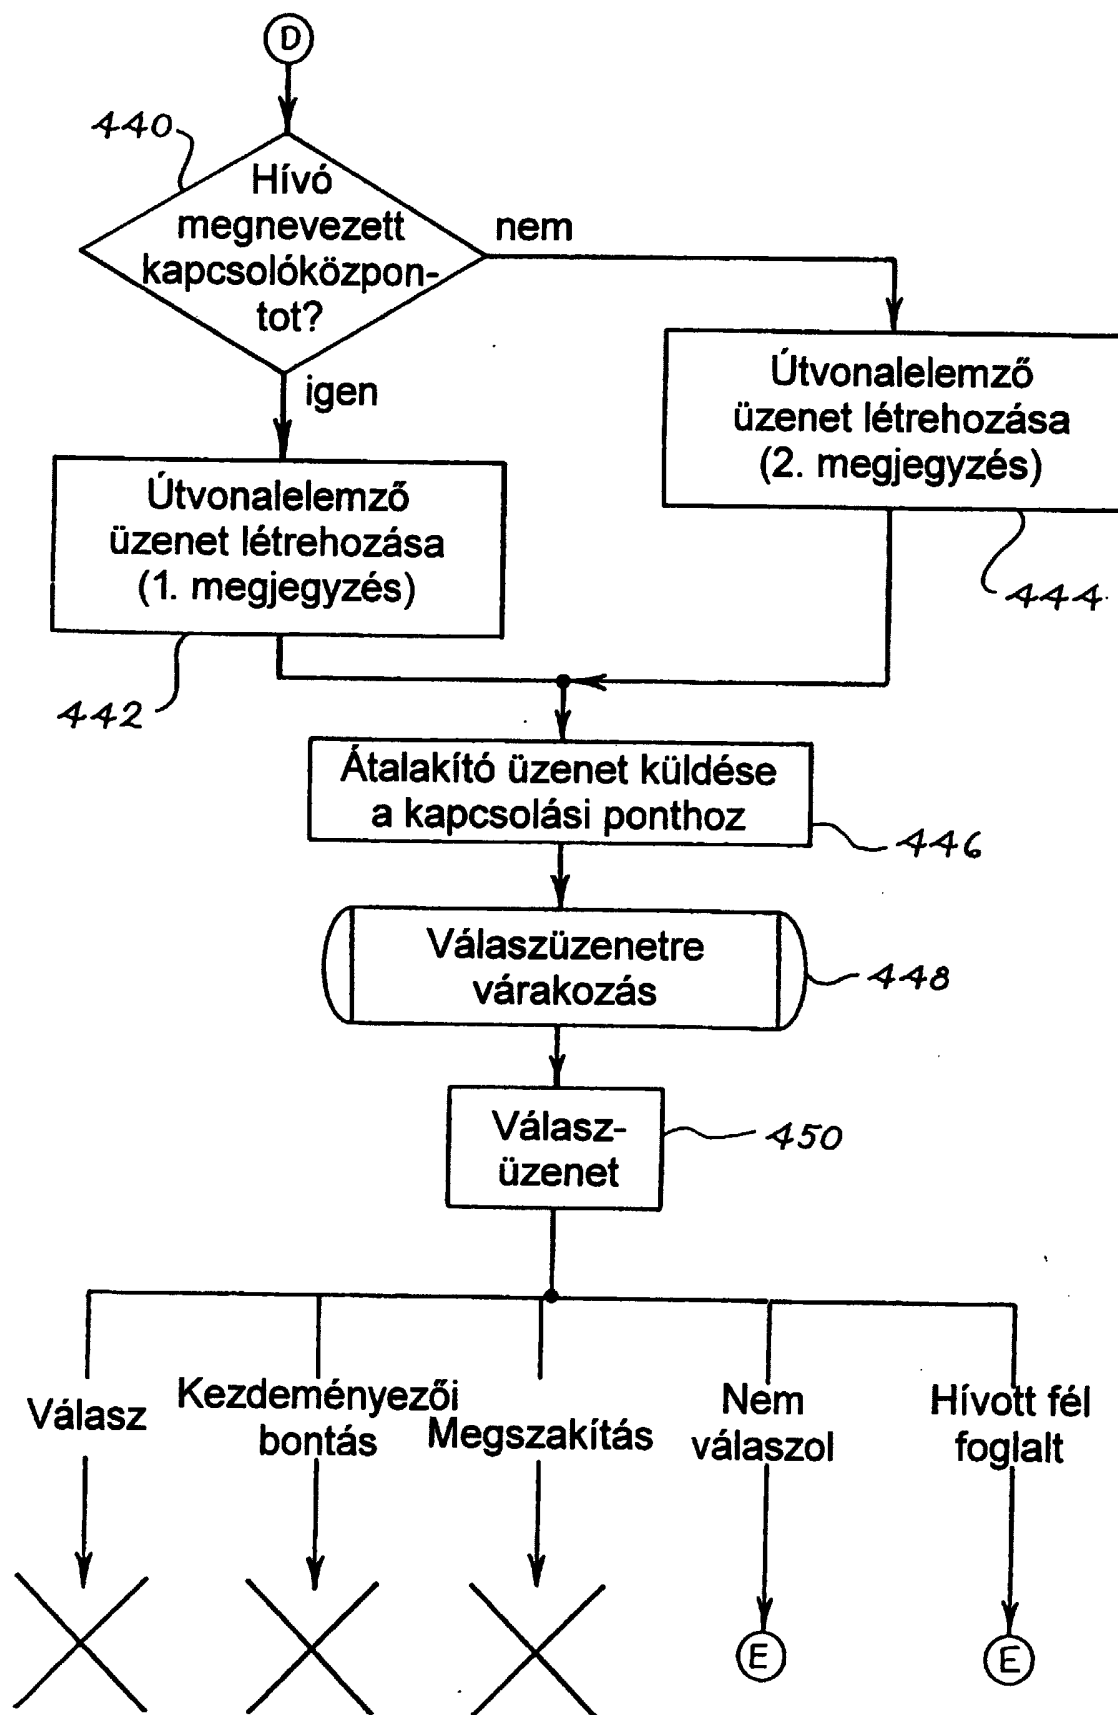 D
440
Hívó
megnevezett
kapcsolóközpon-
tot?
nem
igen
Útvonalelemző
üzenet létrehozása
(2. megjegyzés)
444
Útvonalelemző
üzenet létrehozása
(1. megjegyzés)
442
Átalakító üzenet küldése
a kapcsolási ponthoz
446
Válaszüzenetre
várakozás
448
Válasz-
üzenet
450
Válasz
Kezdeményezői
bontás
Megszakítás
Nem
válaszol
Hívott fél
foglalt
E
E